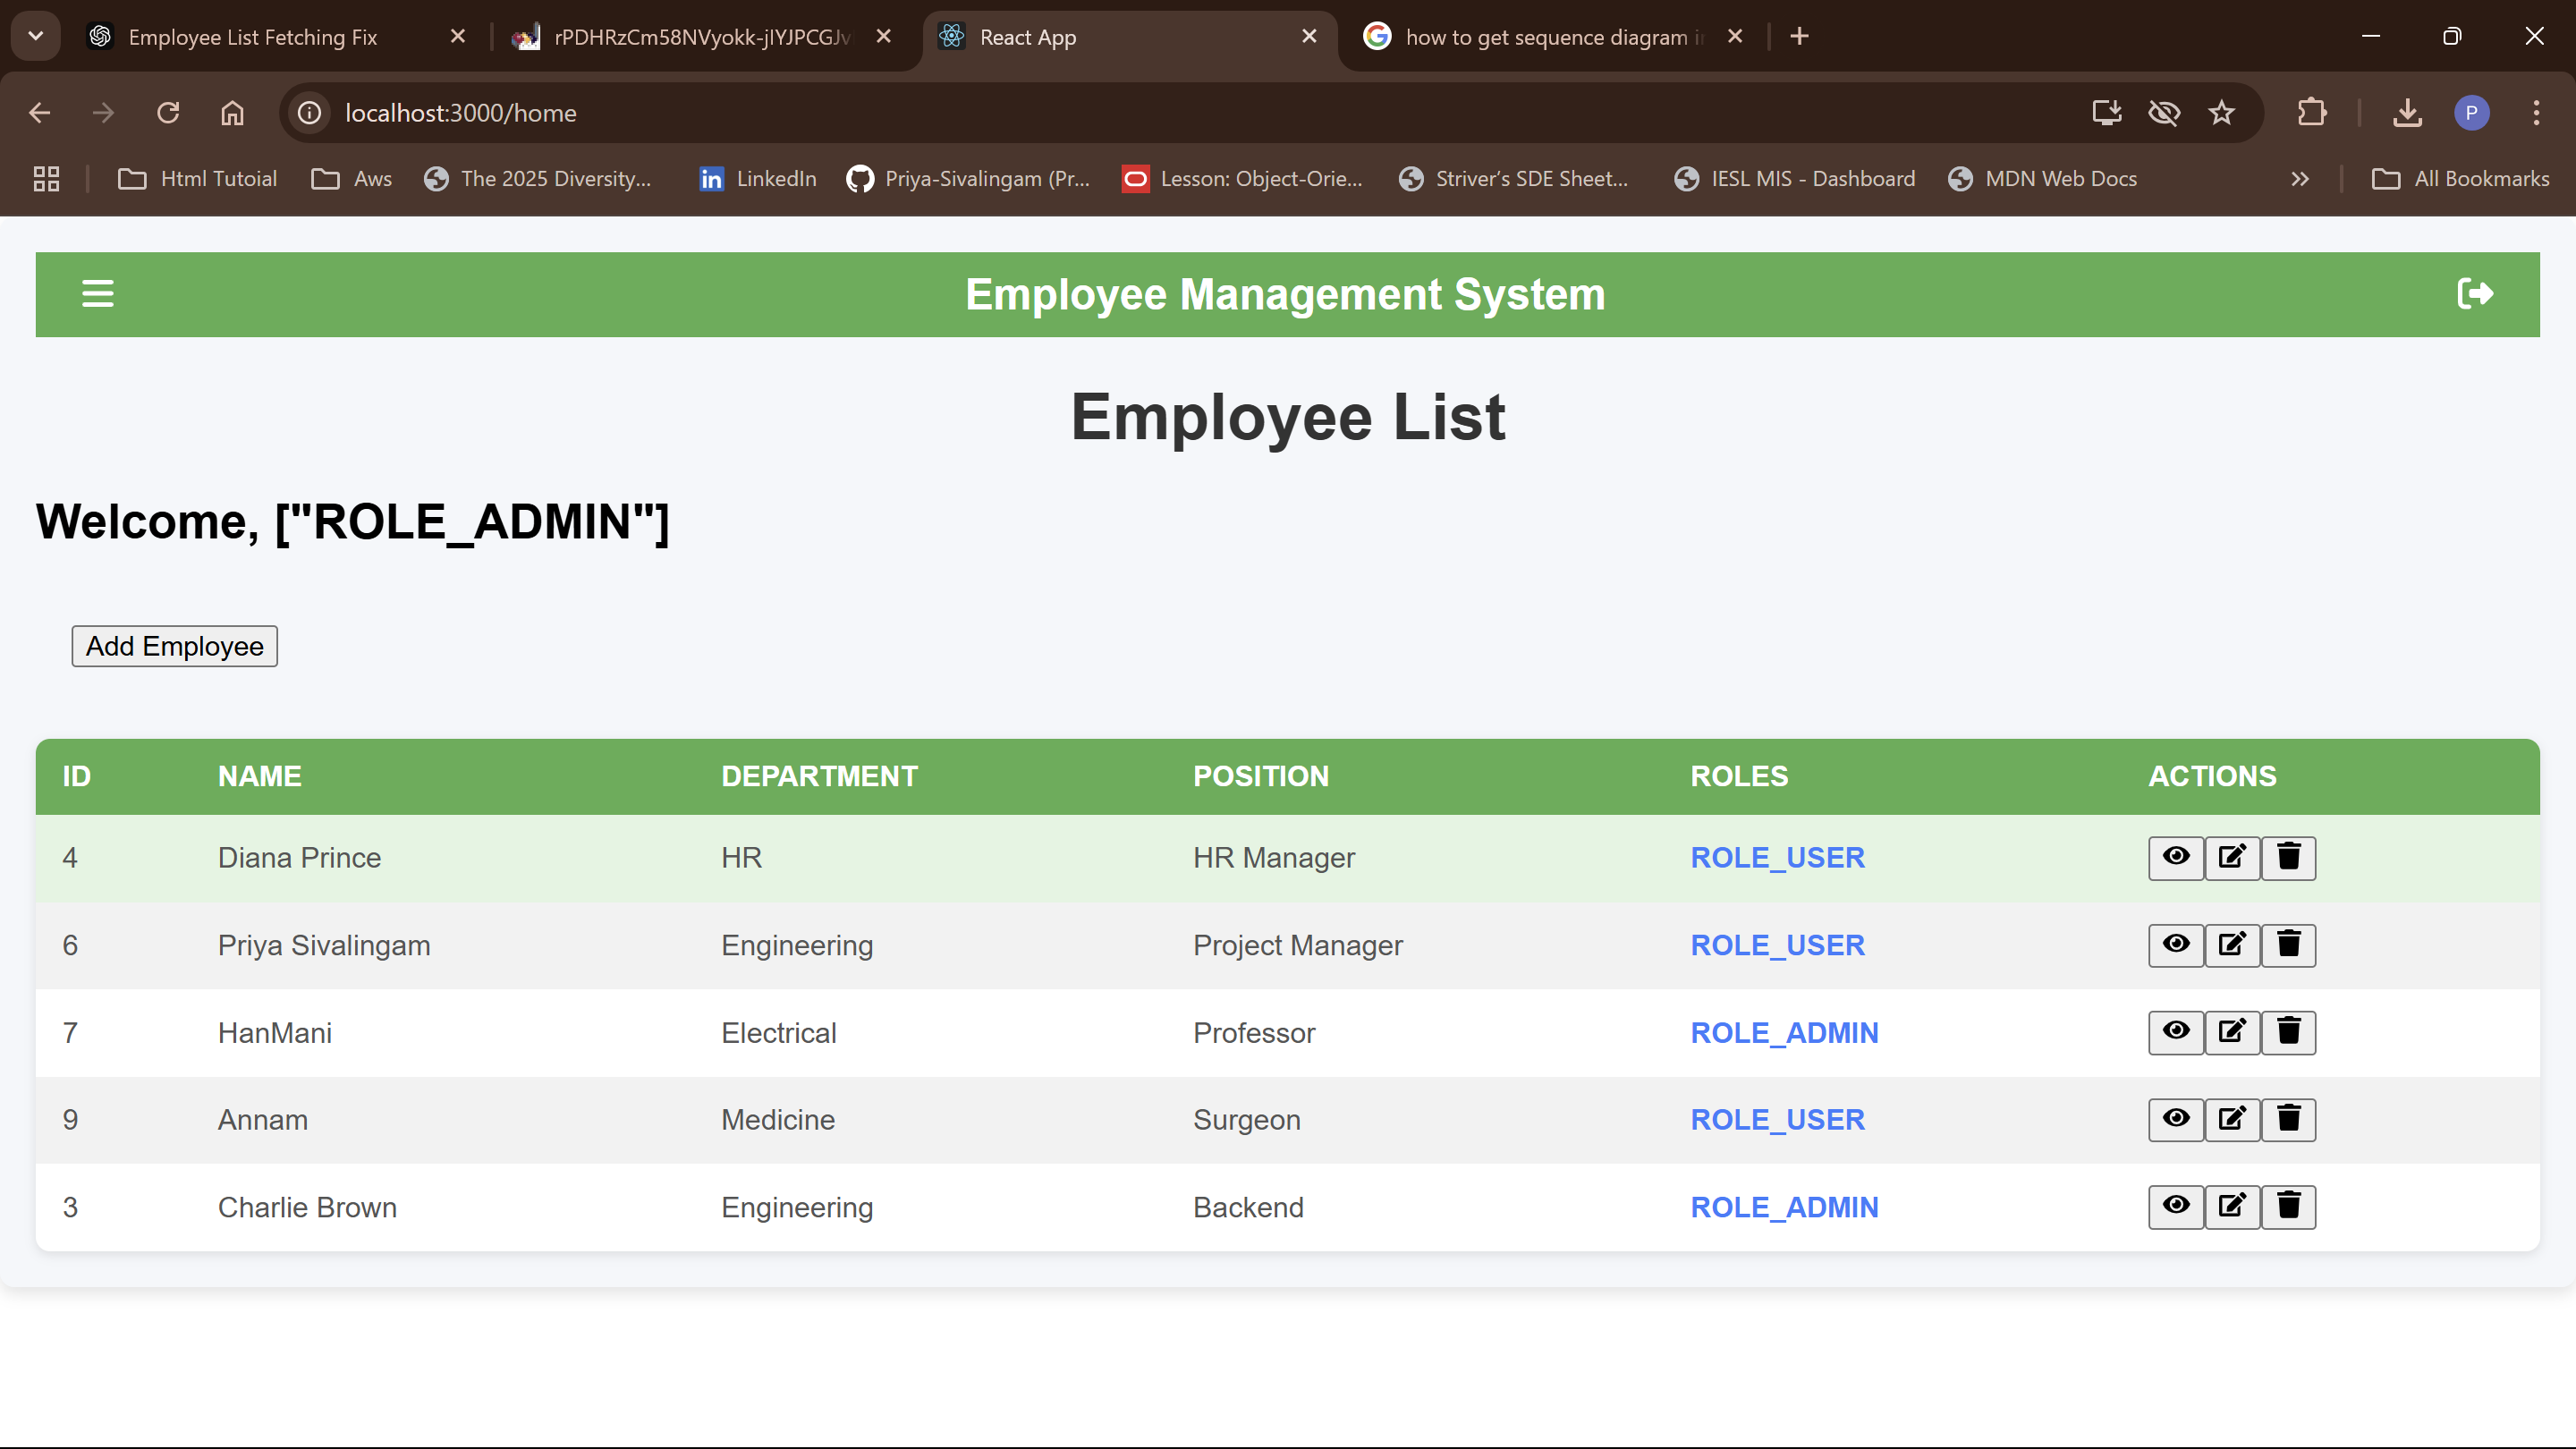 Employee List Fetching Fix rPDHRzCm58NVyokk-jIYJPCGJv React App how to get sequence diagram i
localhost:3000/home P
Html Tutoial Aws The 2025 Diversity... LinkedIn Priya-Sivalingam (Pr... Lesson: Object-Orie... Striver's SDE Sheet... IESL MIS - Dashboard MDN Web Docs All Bookmarks
Employee Management System
Employee List
Welcome, ["ROLE_ADMIN"]
Add Employee
ID NAME DEPARTMENT POSITION ROLES ACTIONS
4 Diana Prince HR HR Manager ROLE_USER
6 Priya Sivalingam Engineering Project Manager ROLE_USER
7 HanMani Electrical Professor ROLE_ADMIN
9 Annam Medicine Surgeon ROLE_USER
3 Charlie Brown Engineering Backend ROLE_ADMIN